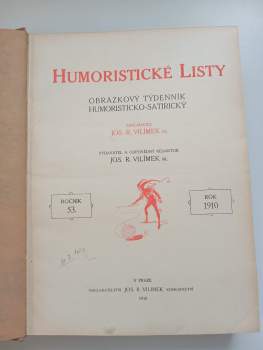 HUMORISTICKÉ LISTY
OBRÁZKOVÝ TÝDENNÍK
HUMORISTICKO-SATIRICKÝ
ZAKLADATEL
JOS. R. VILÍMEK ST.
VYDAVATEL A ODPOVĚDNÝ REDAKTOR
JOS. R. VILÍMEK ML.
ROČNÍK
53.
ROK
1910
V PRAZE
NAKLADATELSTVÍ JOS. R. VILÍMEK
1910